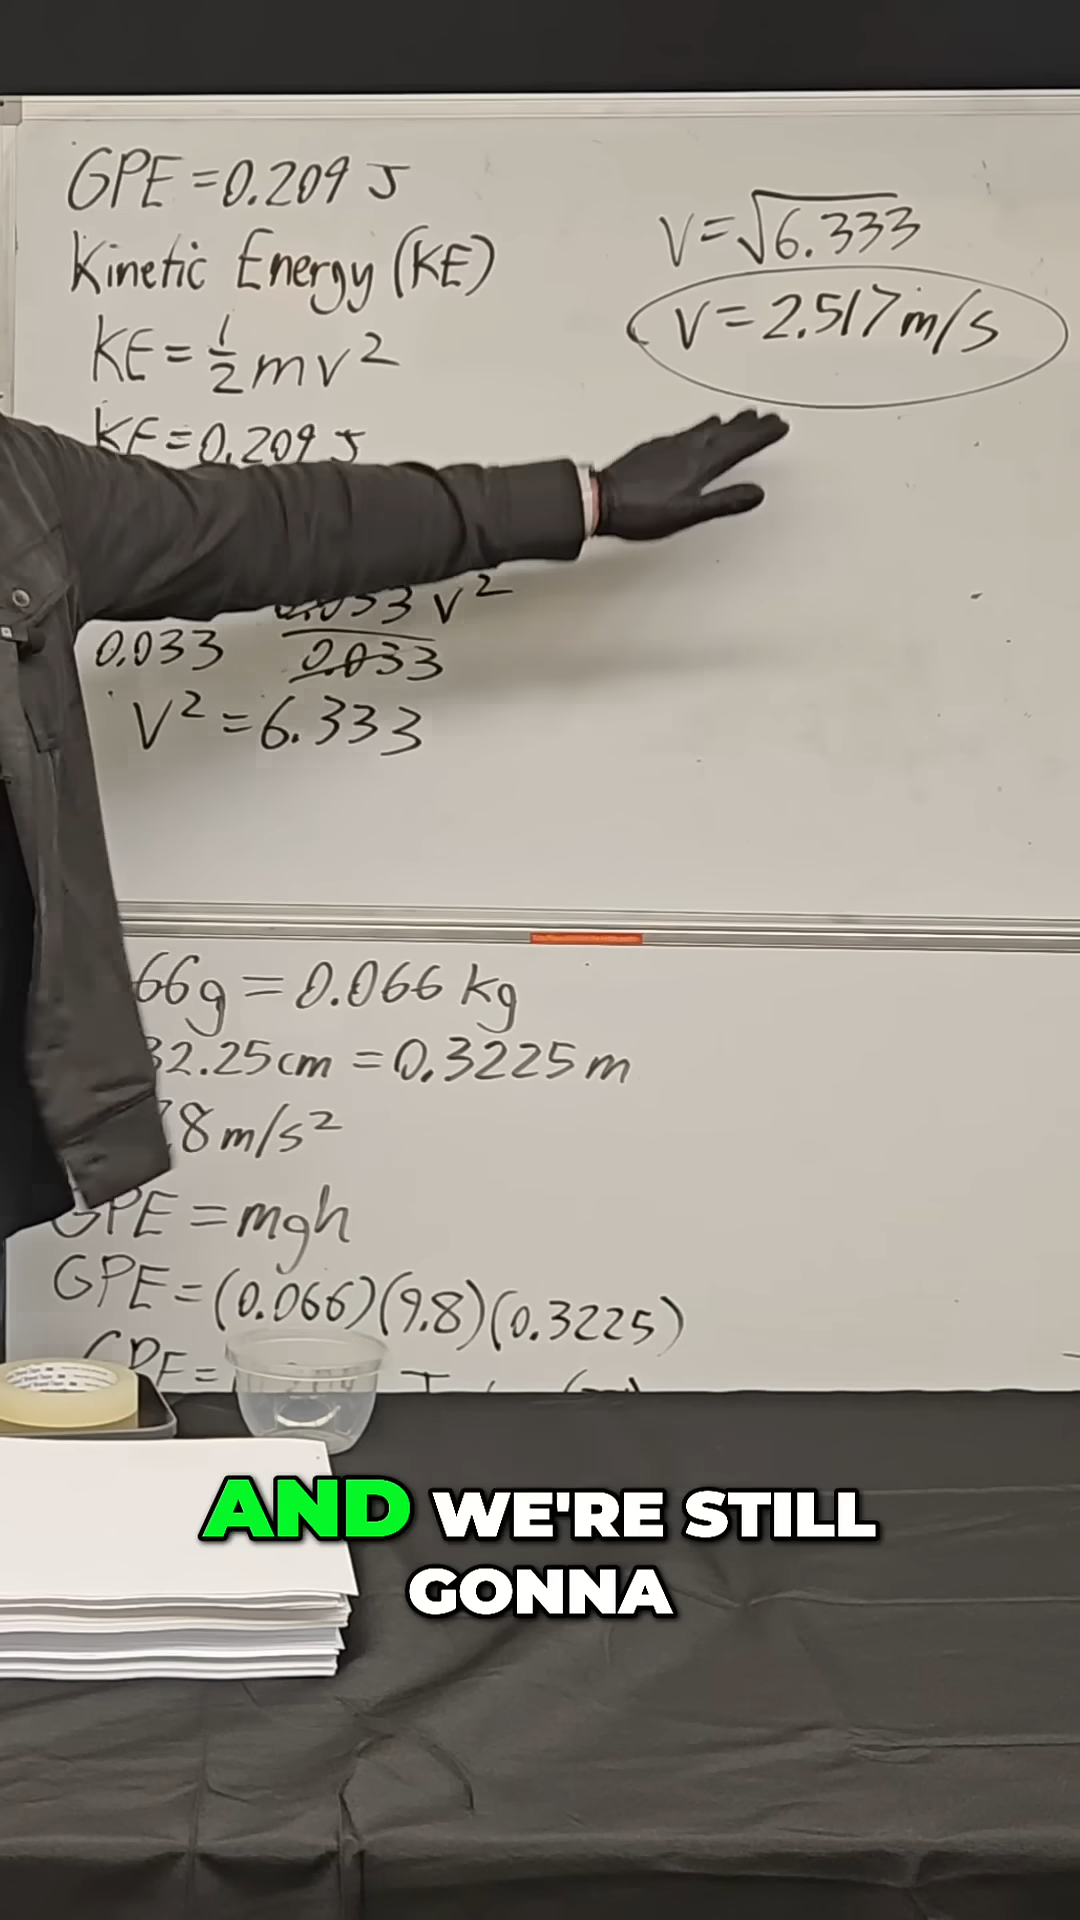 GPE = 0.209 J
Kinetic Energy (KE)
KE = 1/2 mv²
KE = 0.209 J
0.033 v²
0.033 0.033
V² = 6.333
V = √6.333
V = 2.517 m/s
66g = 0.066 kg
32.25cm = 0.3225 m
8 m/s²
GPE = mgh
GPE = (0.066)(9.8)(0.3225)
GPE =
AND WE'RE STILL
GONNA